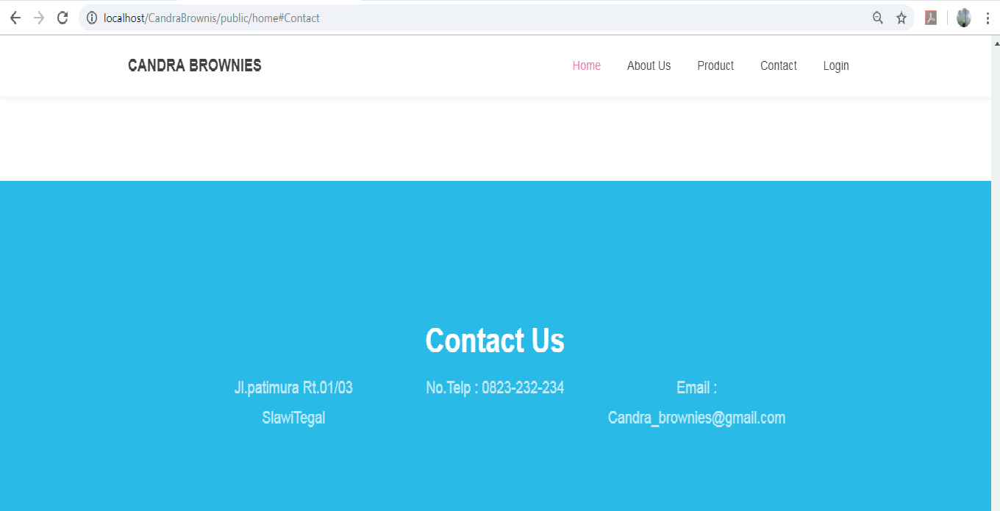 localhost/CandraBrownis/public/home#Contact
CANDRA BROWNIES
Home About Us Product Contact Login
Contact Us
Jl.patimura Rt.01/03 No.Telp : 0823-232-234 Email :
SlawiTegal Candra_brownies@gmail.com